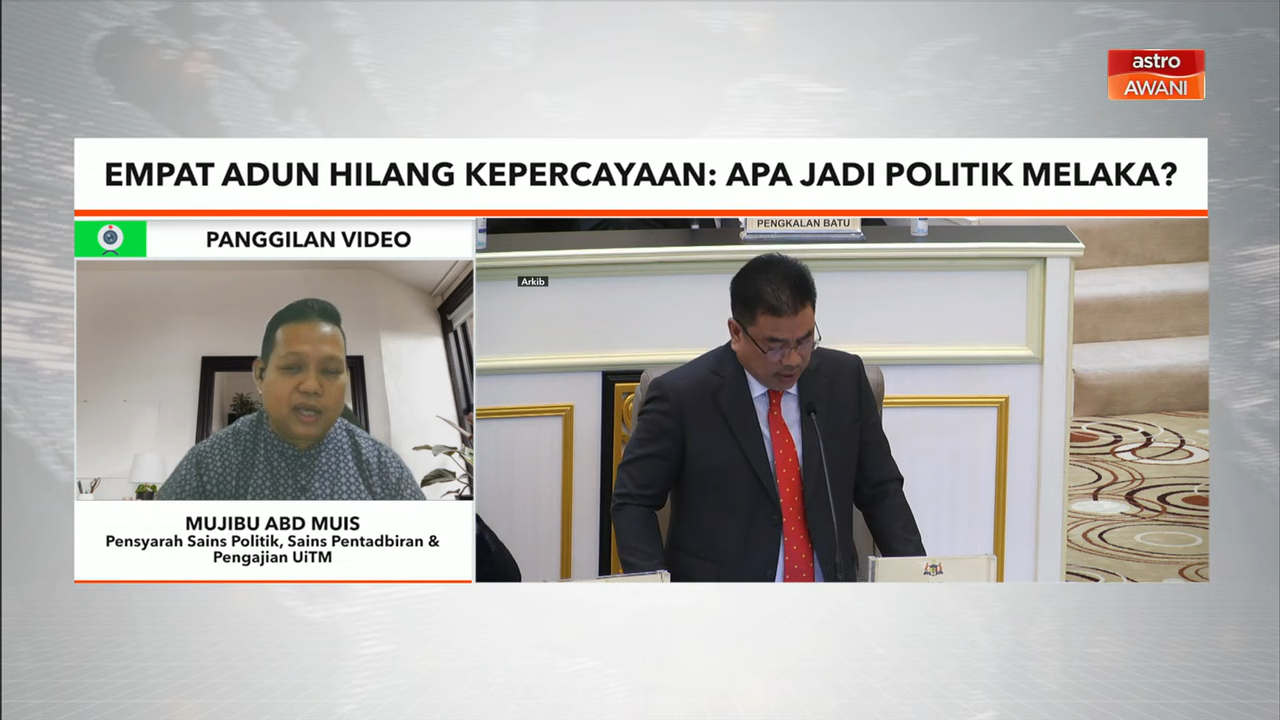 astro
AWANI
EMPAT ADUN HILANG KEPERCAYAAN: APA JADI POLITIK MELAKA?
PANGGILAN VIDEO
PENGKALAN BATU
Arkib
MUJIBU ABD MUIS
Pensyarah Sains Politik, Sains Pentadbiran &
Pengajian UiTM